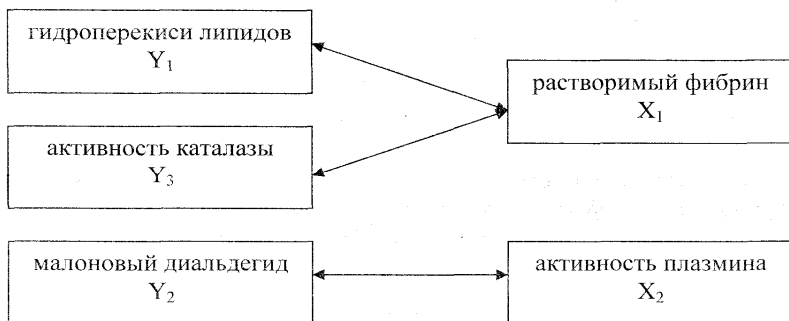 гидроперекиси липидов
Y₁
растворимый фибрин
X₁
активность каталазы
Y₃
малоновый диальдегид
Y₂
активность плазмина
X₂